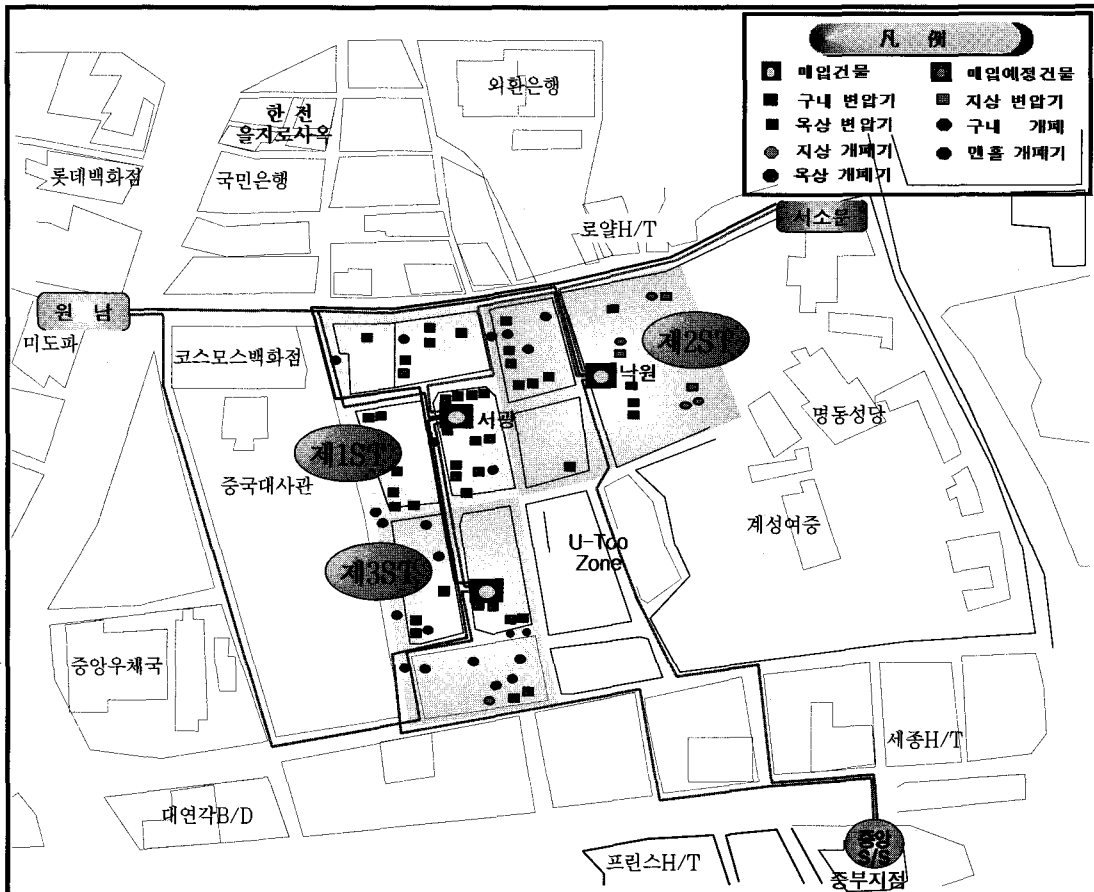 凡 例
매입건물
매입예정건물
구내 변압기
지상 변압기
옥상 변압기
구내 개폐
지상 개폐기
맨홀 개폐기
옥상 개폐기
외환은행
한 전
을지로사옥
롯데백화점
국민은행
로얄H/T
서소문
원 남
미도파
코스모스백화점
제2ST
낙원
서광
명동성당
제1ST
중국대사관
계성여중
U-Too
Zone
제3ST
중앙우체국
세종H/T
대연각B/D
중앙
S/S
프린스H/T
중부지점